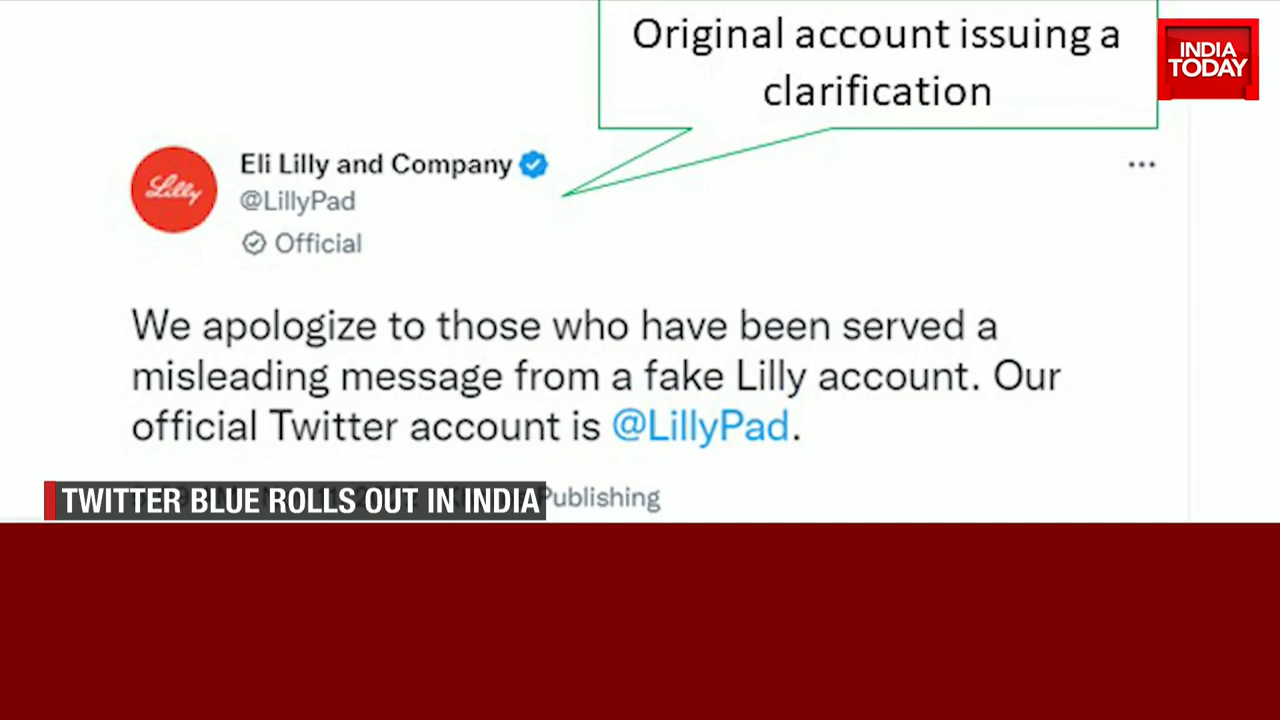 Original account issuing a
clarification
INDIA
TODAY
Lilly
Eli Lilly and Company
@LillyPad
Official
We apologize to those who have been served a
misleading message from a fake Lilly account. Our
official Twitter account is @LillyPad.
TWITTER BLUE ROLLS OUT IN INDIA
Publishing